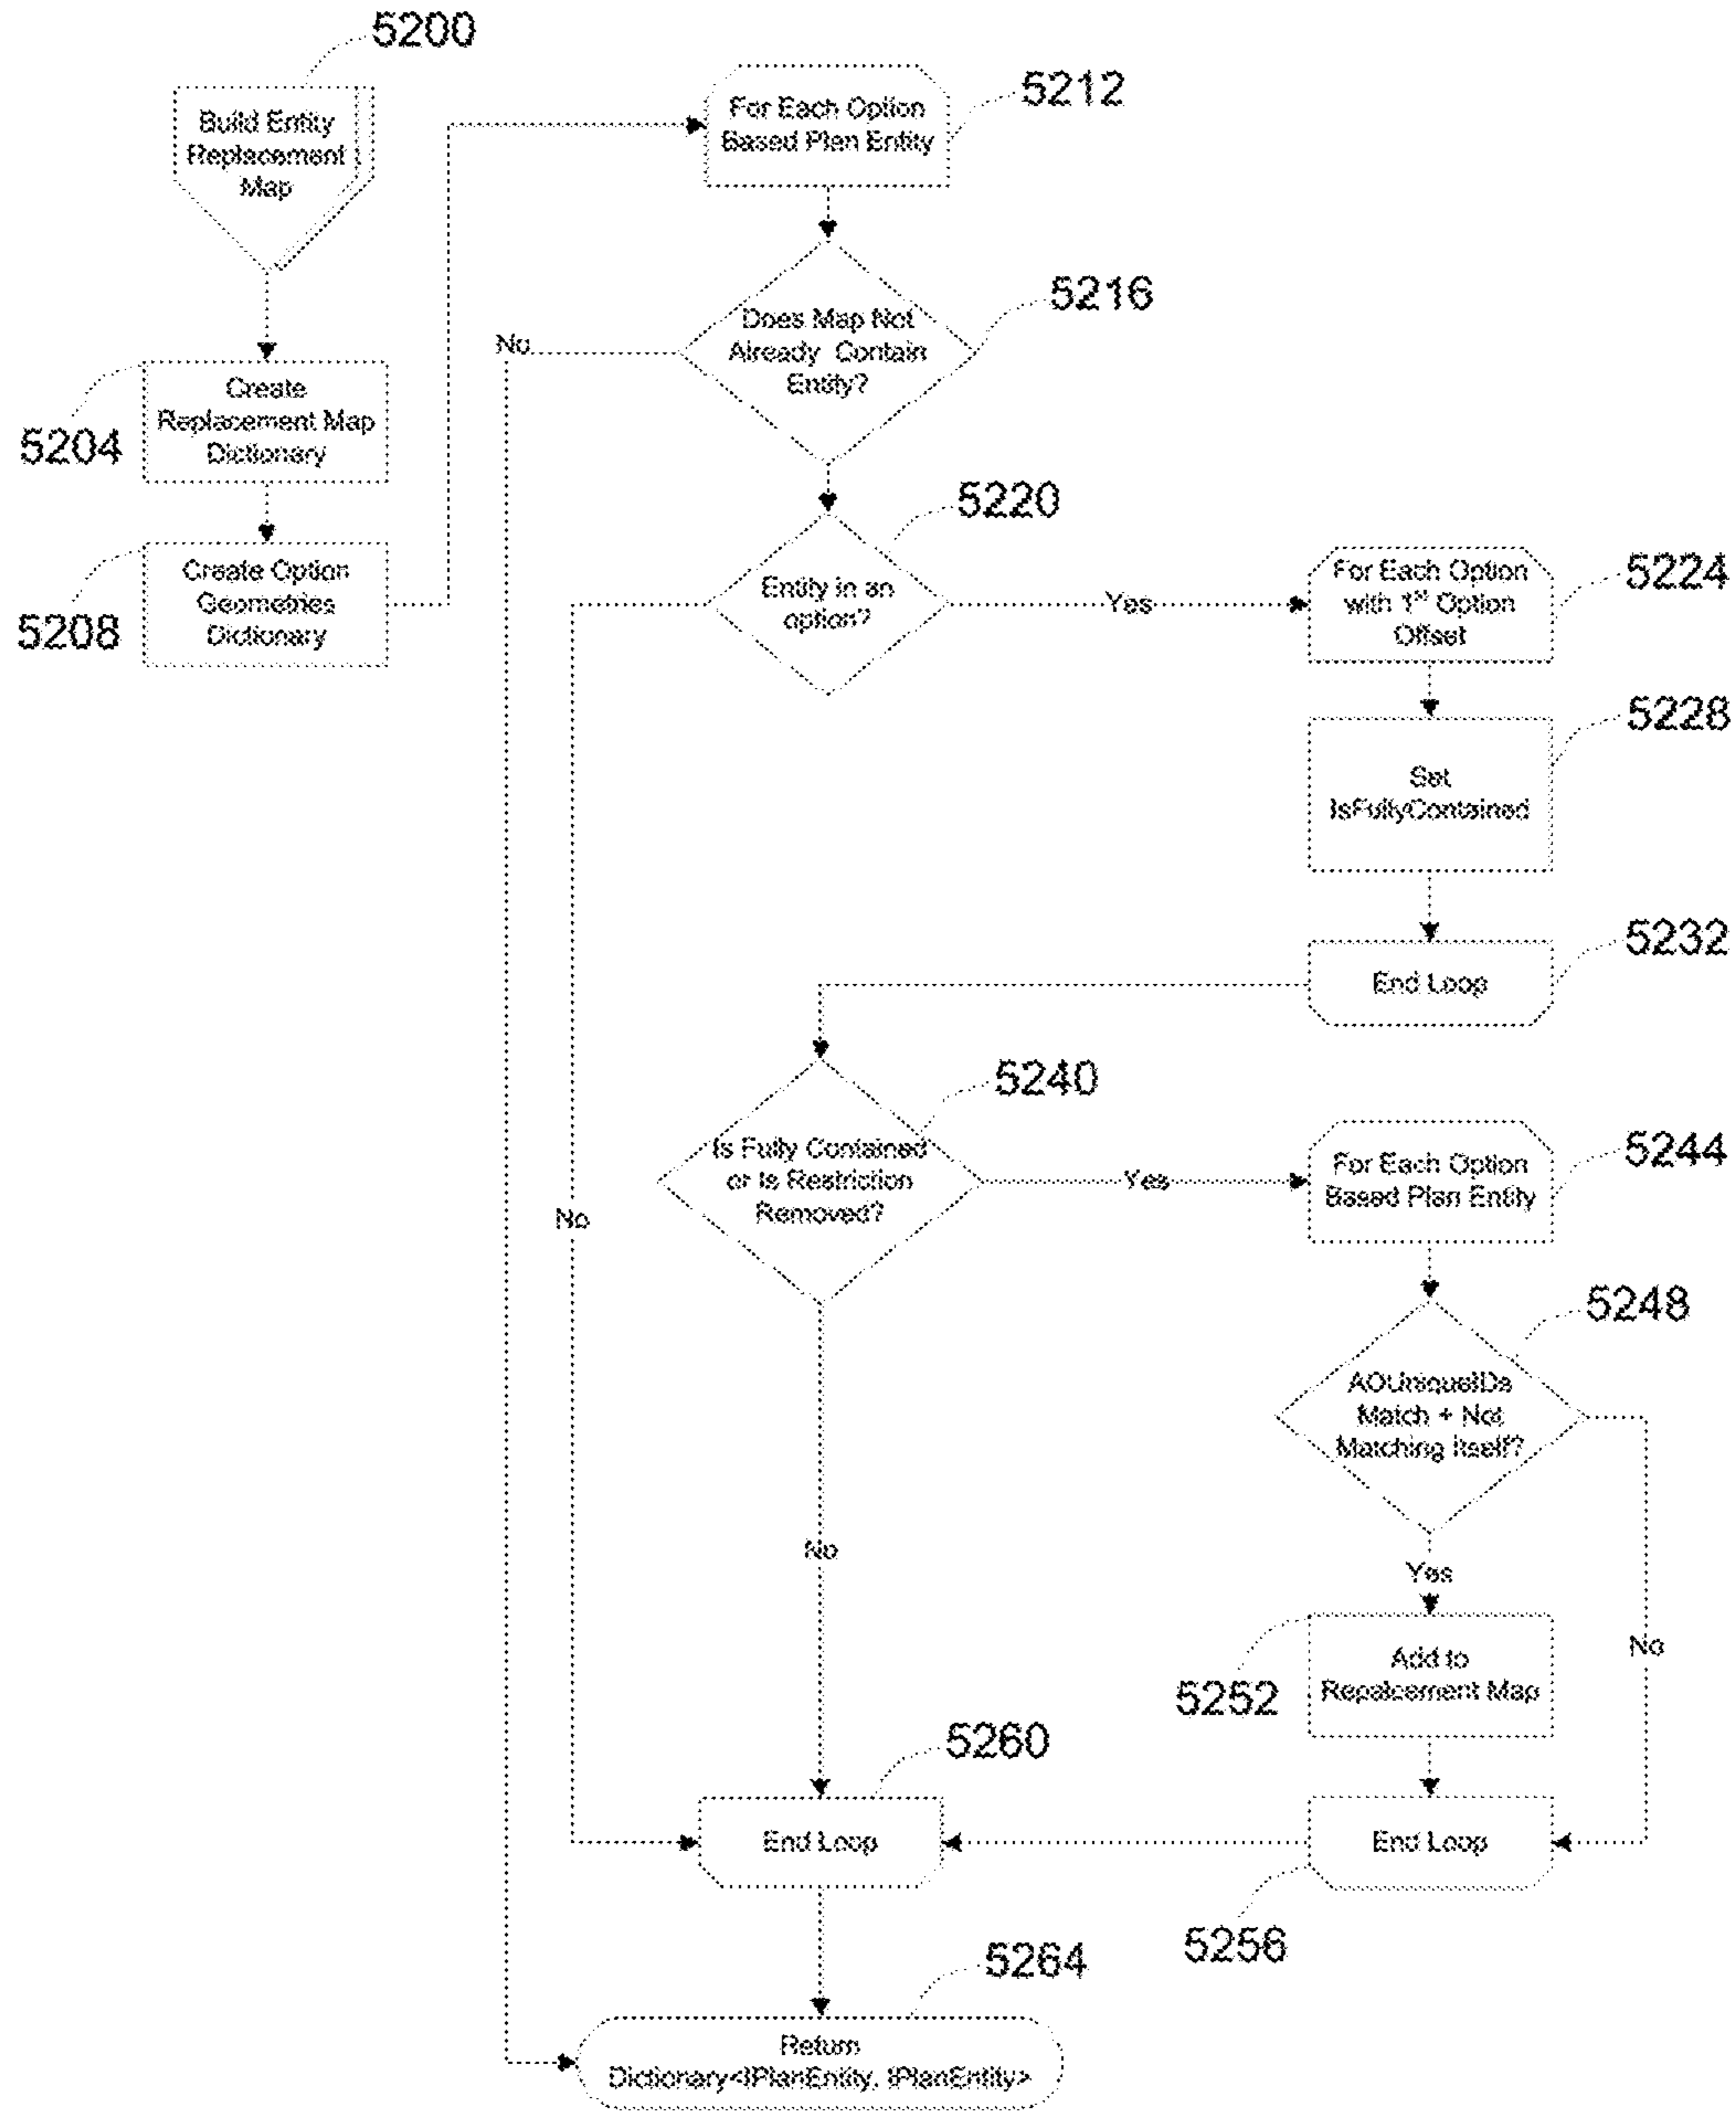 5200
Build Entity
Replacement
Map
5204
Create
Replacement Map
Dictionary
5208
Create Option
Geometries
Dictionary
5212
For Each Option
Based Plan Entity
5216
Does Map Not
Already Contain
Entity?
No
5220
Entity in an
option?
Yes
No
5224
For Each Option
with 1st Option
Offset
5228
Set
IsFullyContained
5232
End Loop
5240
Is Fully Contained
or Is Restriction
Removed?
Yes
No
5244
For Each Option
Based Plan Entity
5248
AOUniqueIDs
Match + Not
Matching Itself?
Yes
No
5252
Add to
Repalcement Map
5256
End Loop
5260
End Loop
5264
Return
Dictionary<IPlanEntity, IPlanEntity>